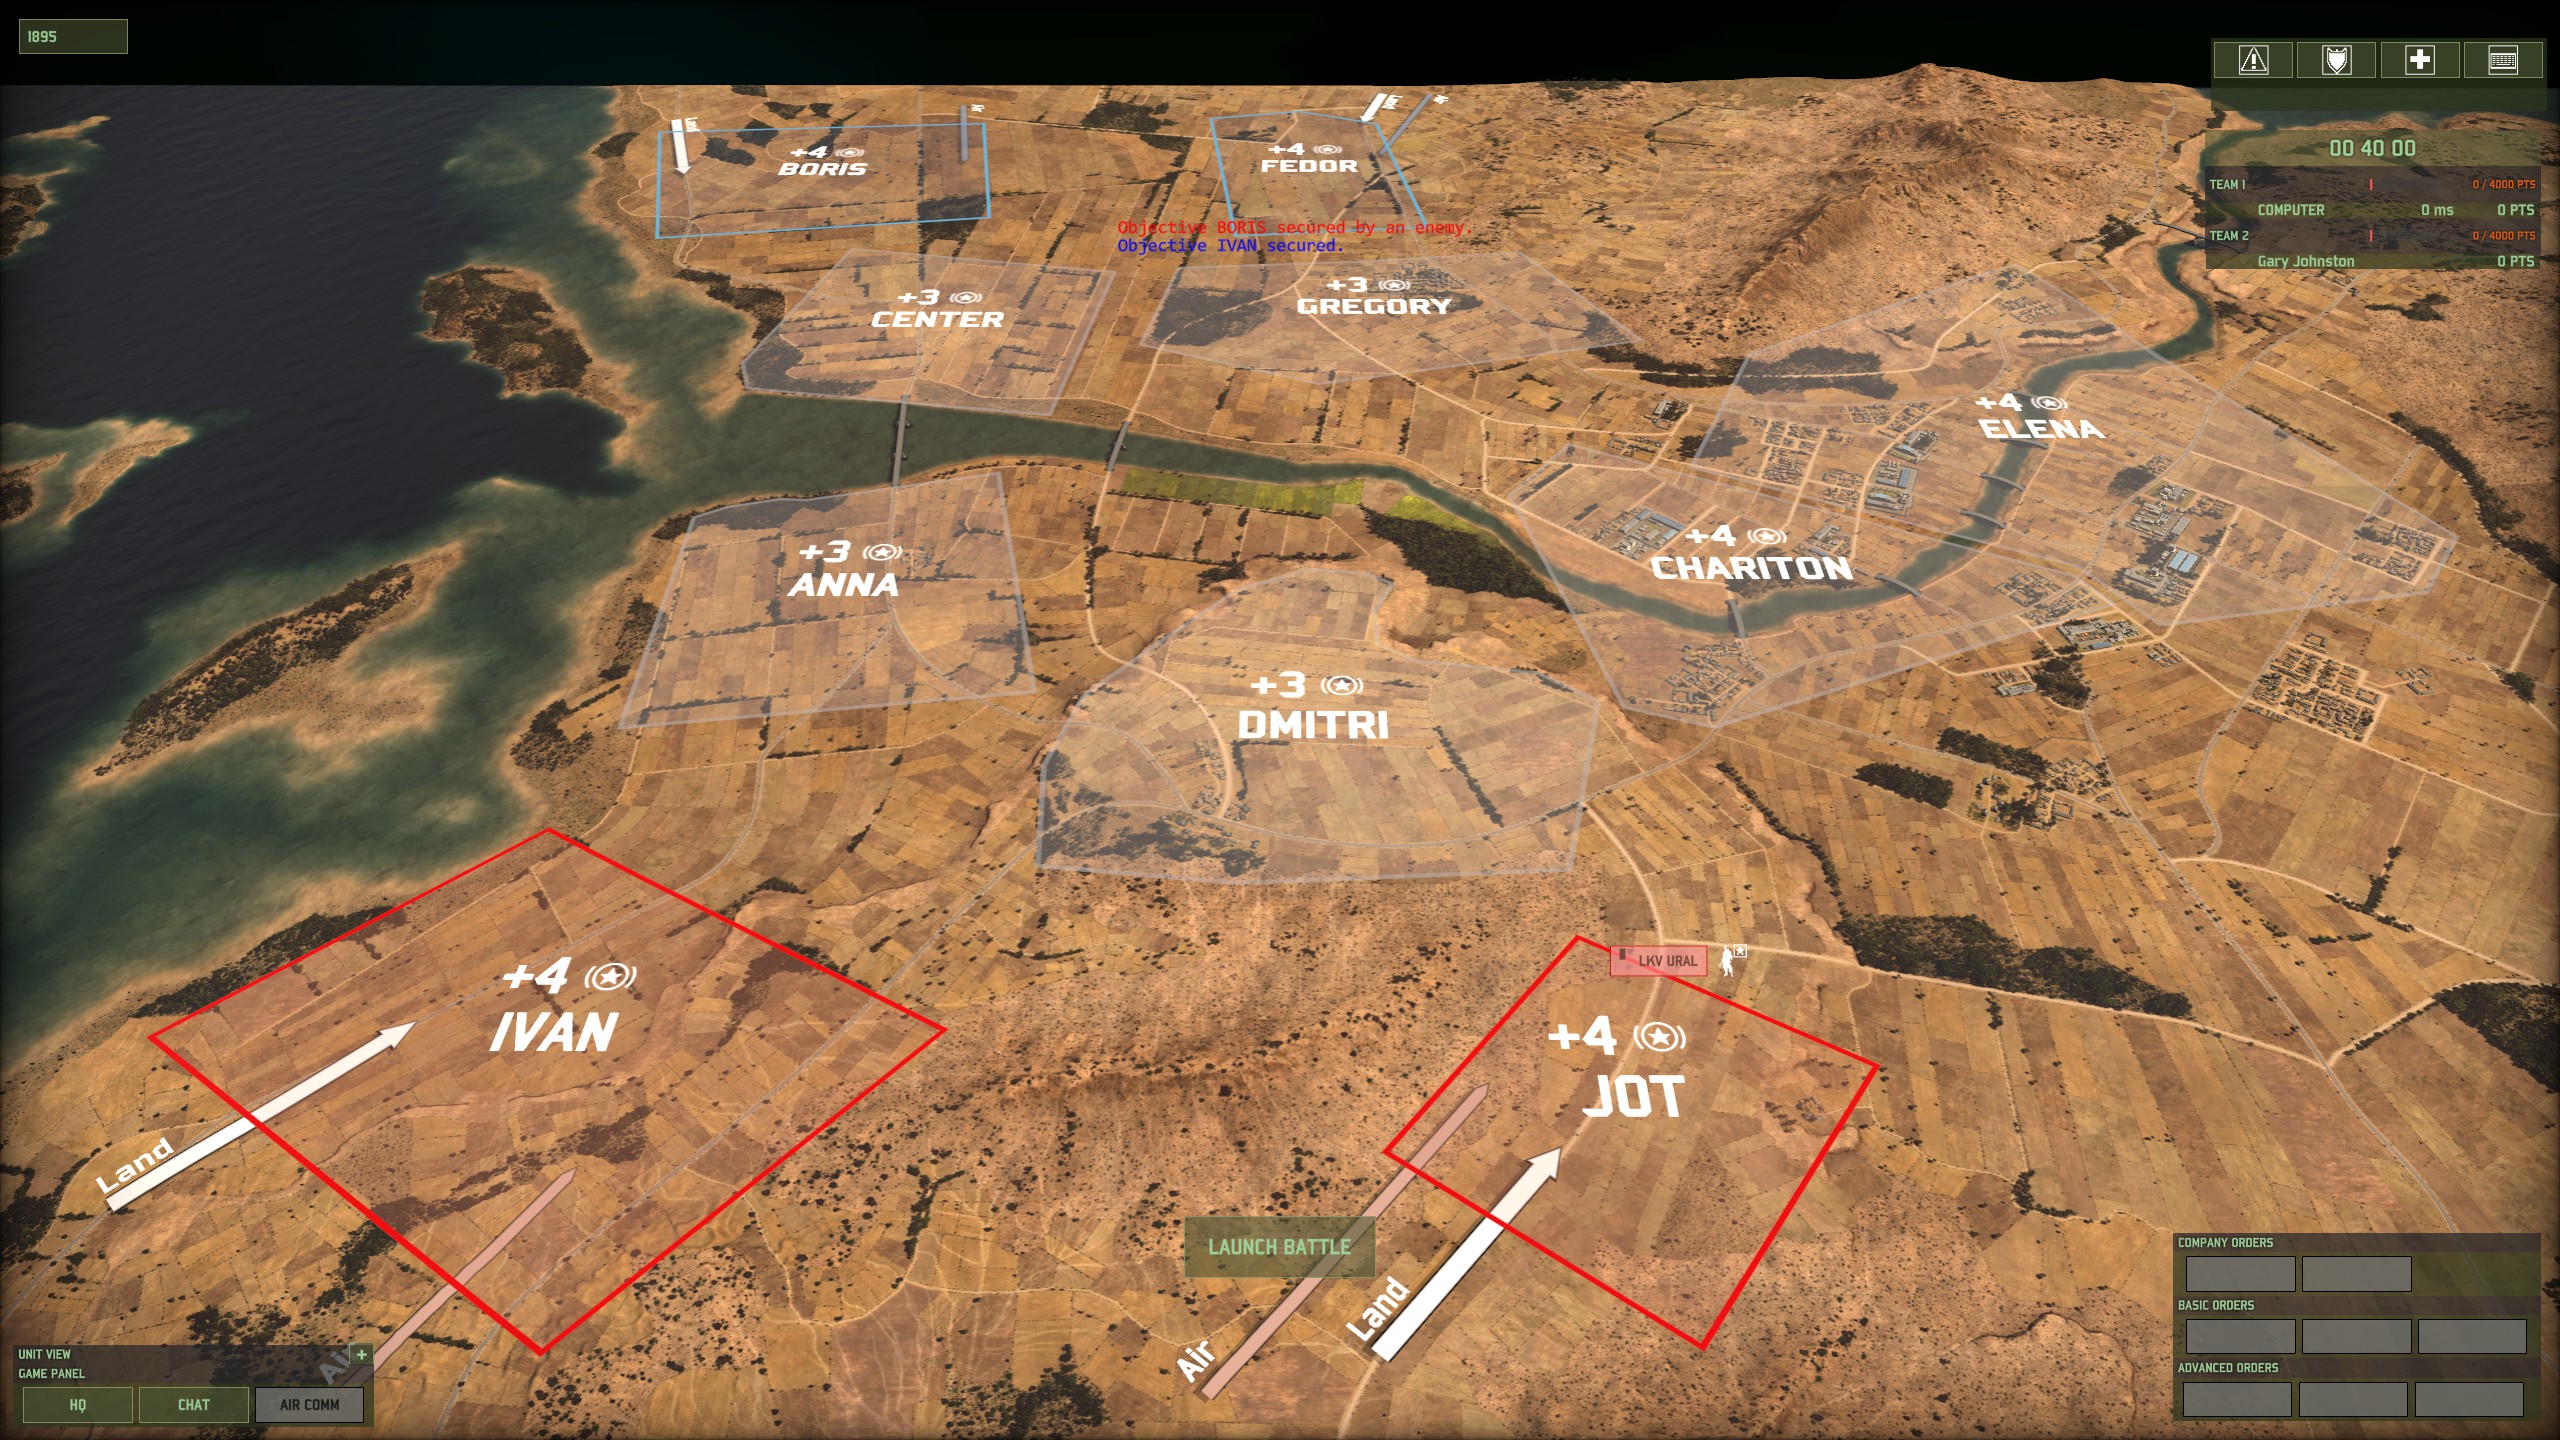 1895
00 40 00
TEAM 1
0 / 4000 PTS
COMPUTER
0 ms
0 PTS
TEAM 2
0 / 4000 PTS
Gary Johnston
0 PTS
Land
Air
+4
BORIS
+4
FEDOR
Objective BORIS secured by an enemy.
Objective IVAN secured.
+3
CENTER
+3
GREGORY
+4
ELENA
+4
CHARITON
+3
ANNA
+3
DMITRI
LKV URAL
+4
IVAN
+4
JOT
Land
LAUNCH BATTLE
Land
Air
Air
UNIT VIEW
+
GAME PANEL
HQ
CHAT
AIR COMM
COMPANY ORDERS
BASIC ORDERS
ADVANCED ORDERS